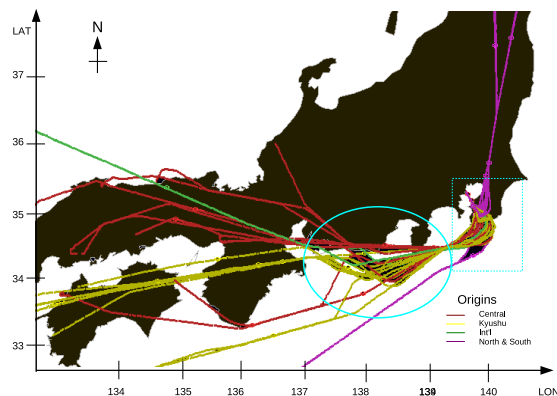 LAT
N
37
36
35
34
33
Origins
Central
Kyushu
Int'l
North & South
134 135 136 137 138 139 140 LON